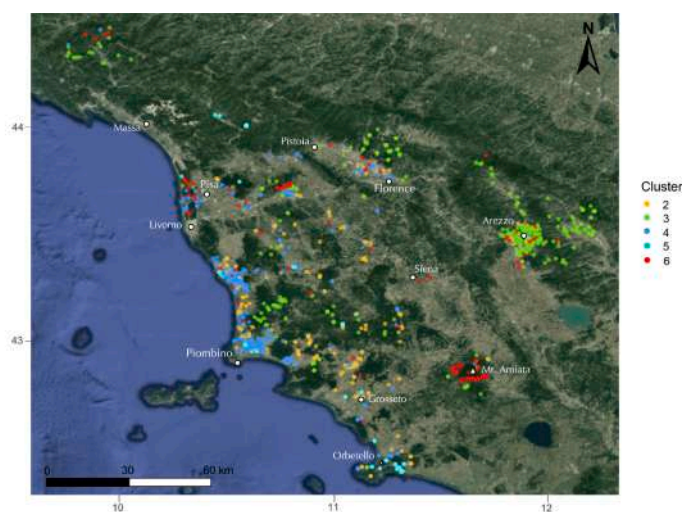 N
44
Massa
Pistoia
Florence
Pisa
Livorno
Arezzo
Siena
43
Piombino
Mt. Amiata
Grosseto
Orbetello
0 30 60 km
10 11 12
Cluster
2
3
4
5
6